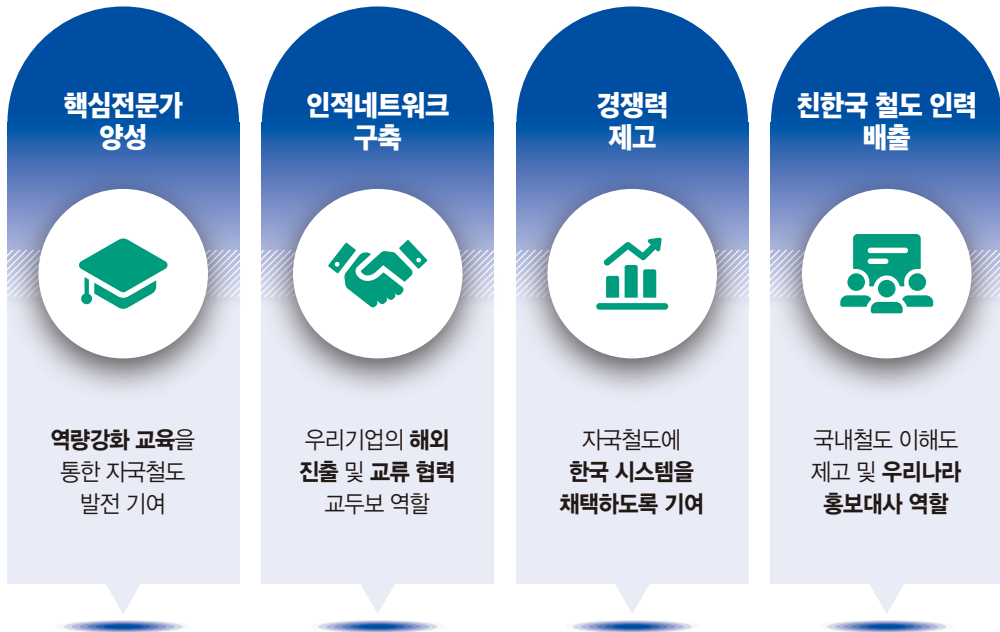 핵심전문가
양성
역량강화 교육을
통한 자국철도
발전 기여
인적네트워크
구축
우리기업의 해외
진출 및 교류 협력
교두보 역할
경쟁력
제고
자국철도에
한국 시스템을
채택하도록 기여
친한국 철도 인력
배출
국내철도 이해도
제고 및 우리나라
홍보대사 역할